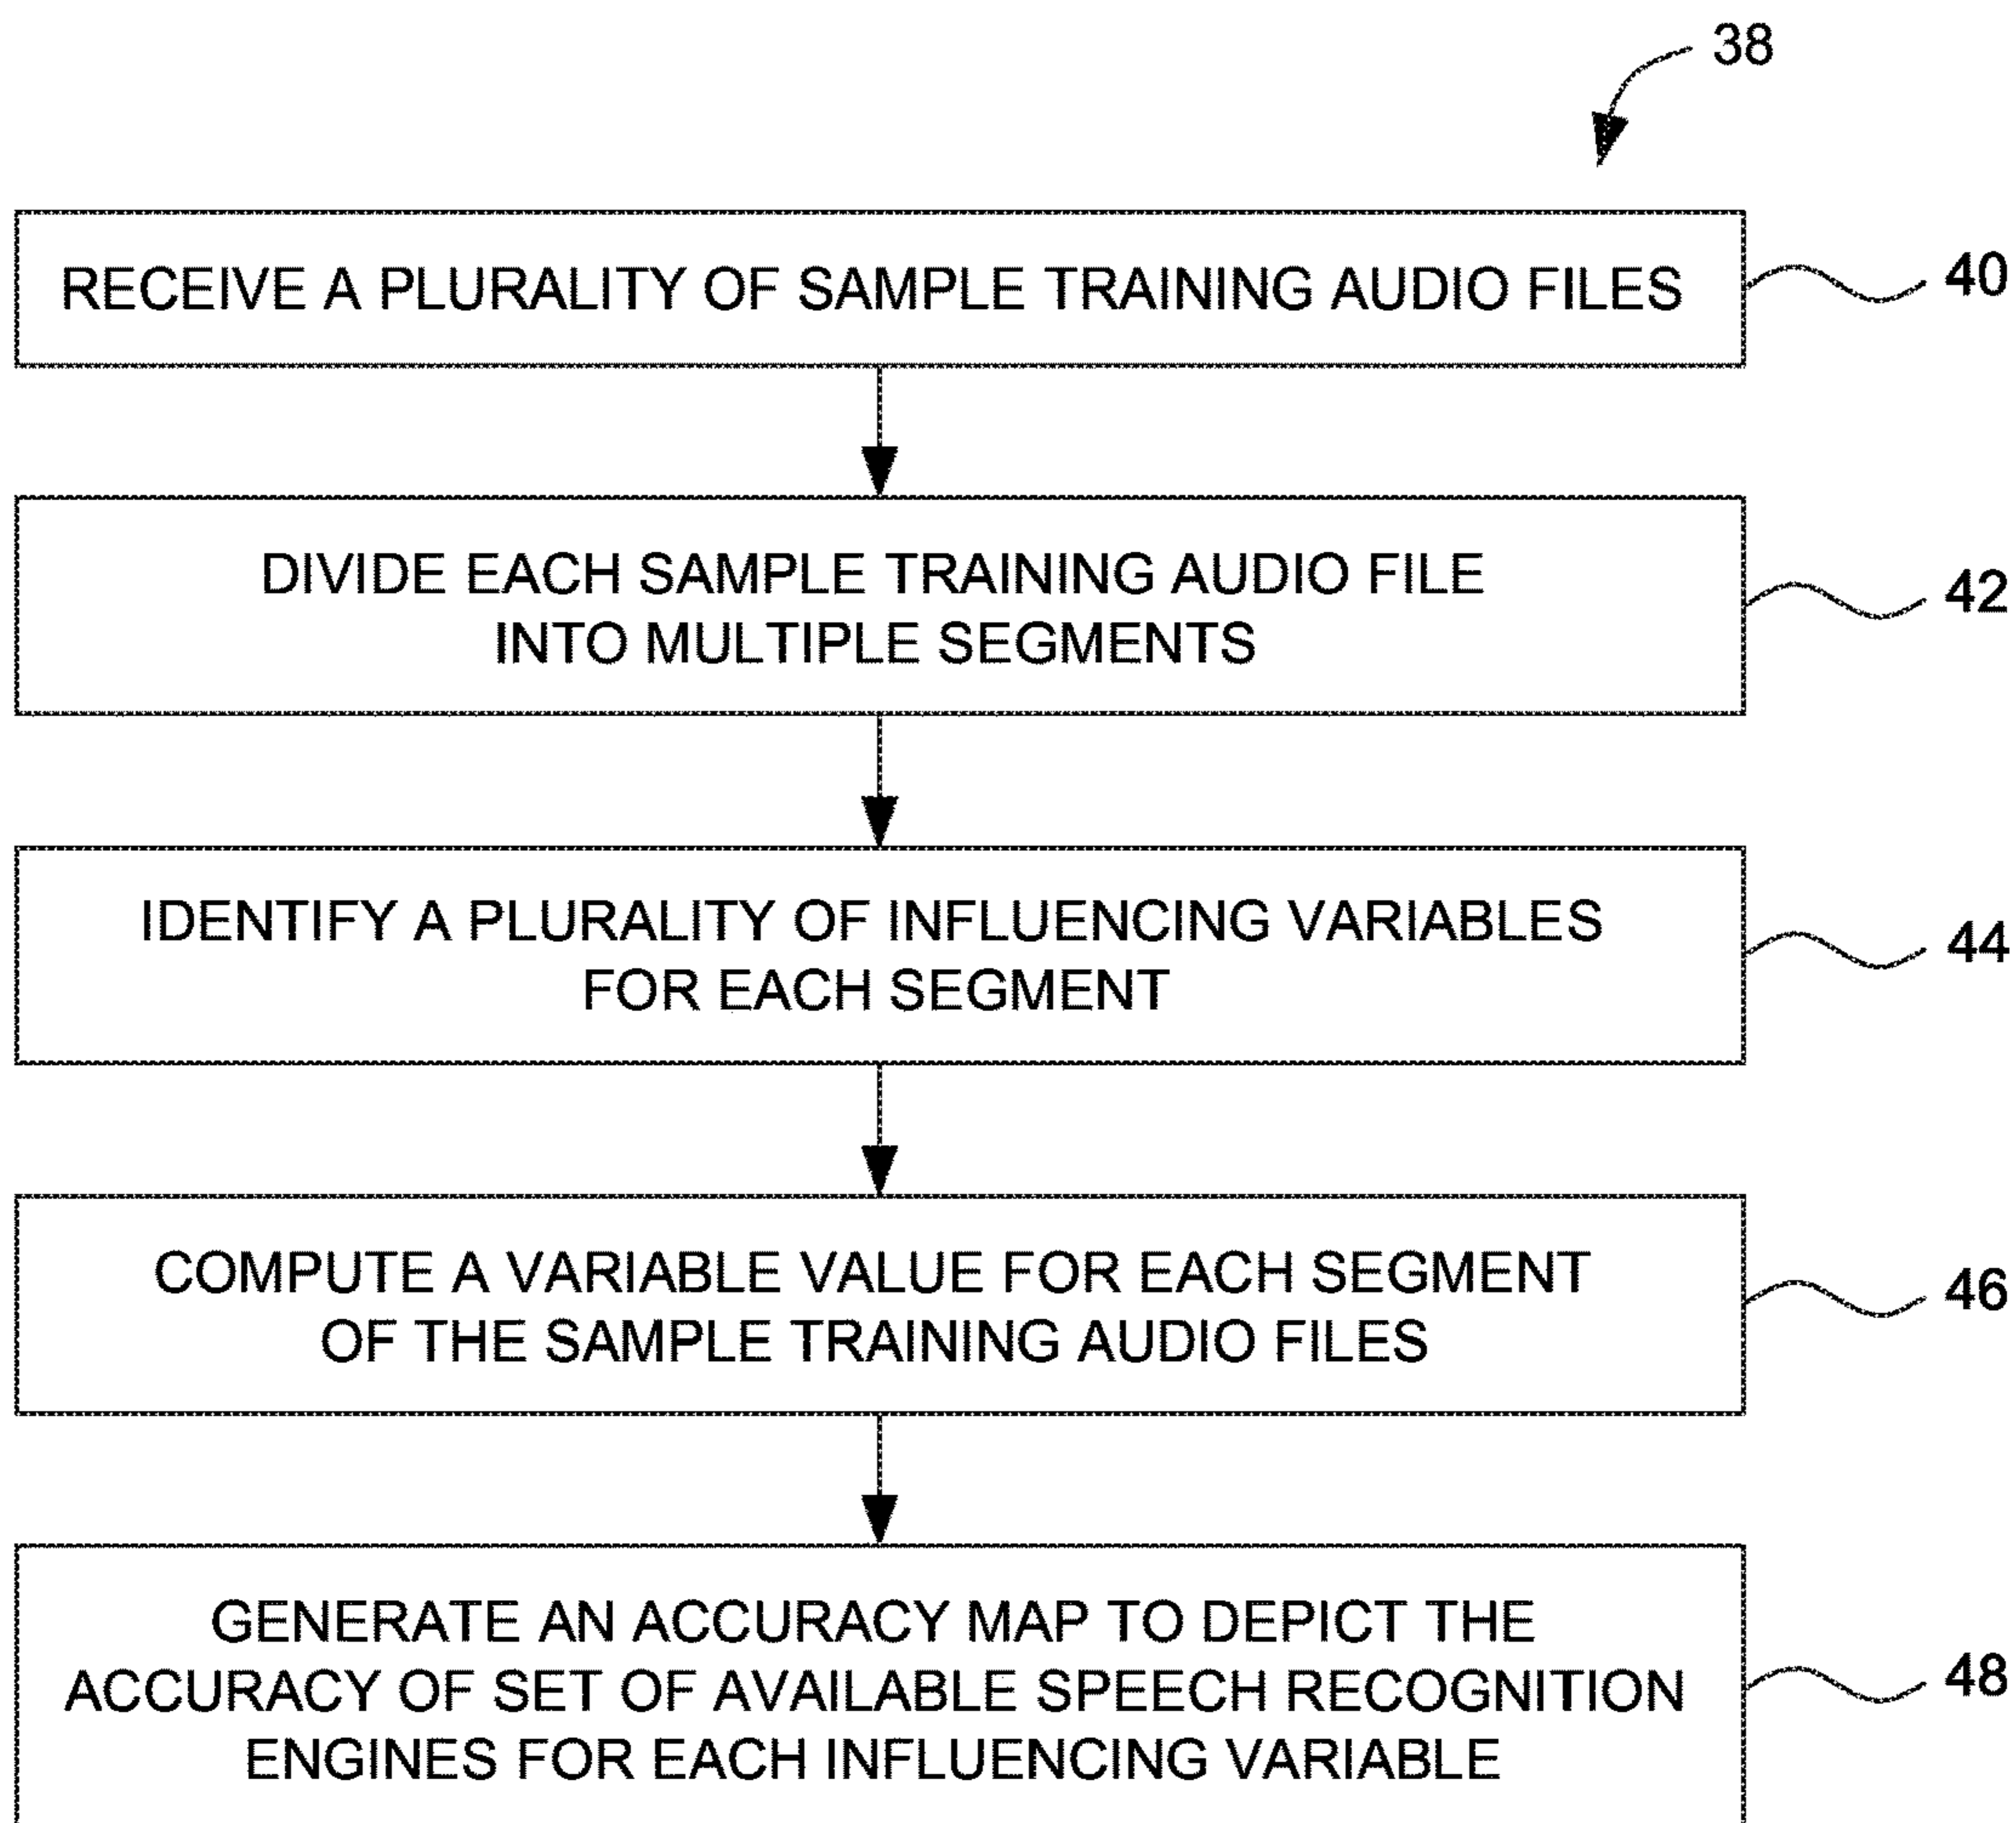 38
RECEIVE A PLURALITY OF SAMPLE TRAINING AUDIO FILES
40
DIVIDE EACH SAMPLE TRAINING AUDIO FILE
INTO MULTIPLE SEGMENTS
42
IDENTIFY A PLURALITY OF INFLUENCING VARIABLES
FOR EACH SEGMENT
44
COMPUTE A VARIABLE VALUE FOR EACH SEGMENT
OF THE SAMPLE TRAINING AUDIO FILES
46
GENERATE AN ACCURACY MAP TO DEPICT THE
ACCURACY OF SET OF AVAILABLE SPEECH RECOGNITION
ENGINES FOR EACH INFLUENCING VARIABLE
48